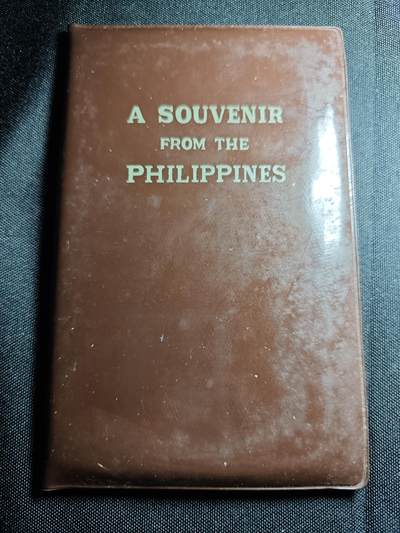 A SOUVENIR
FROM THE
PHILIPPINES